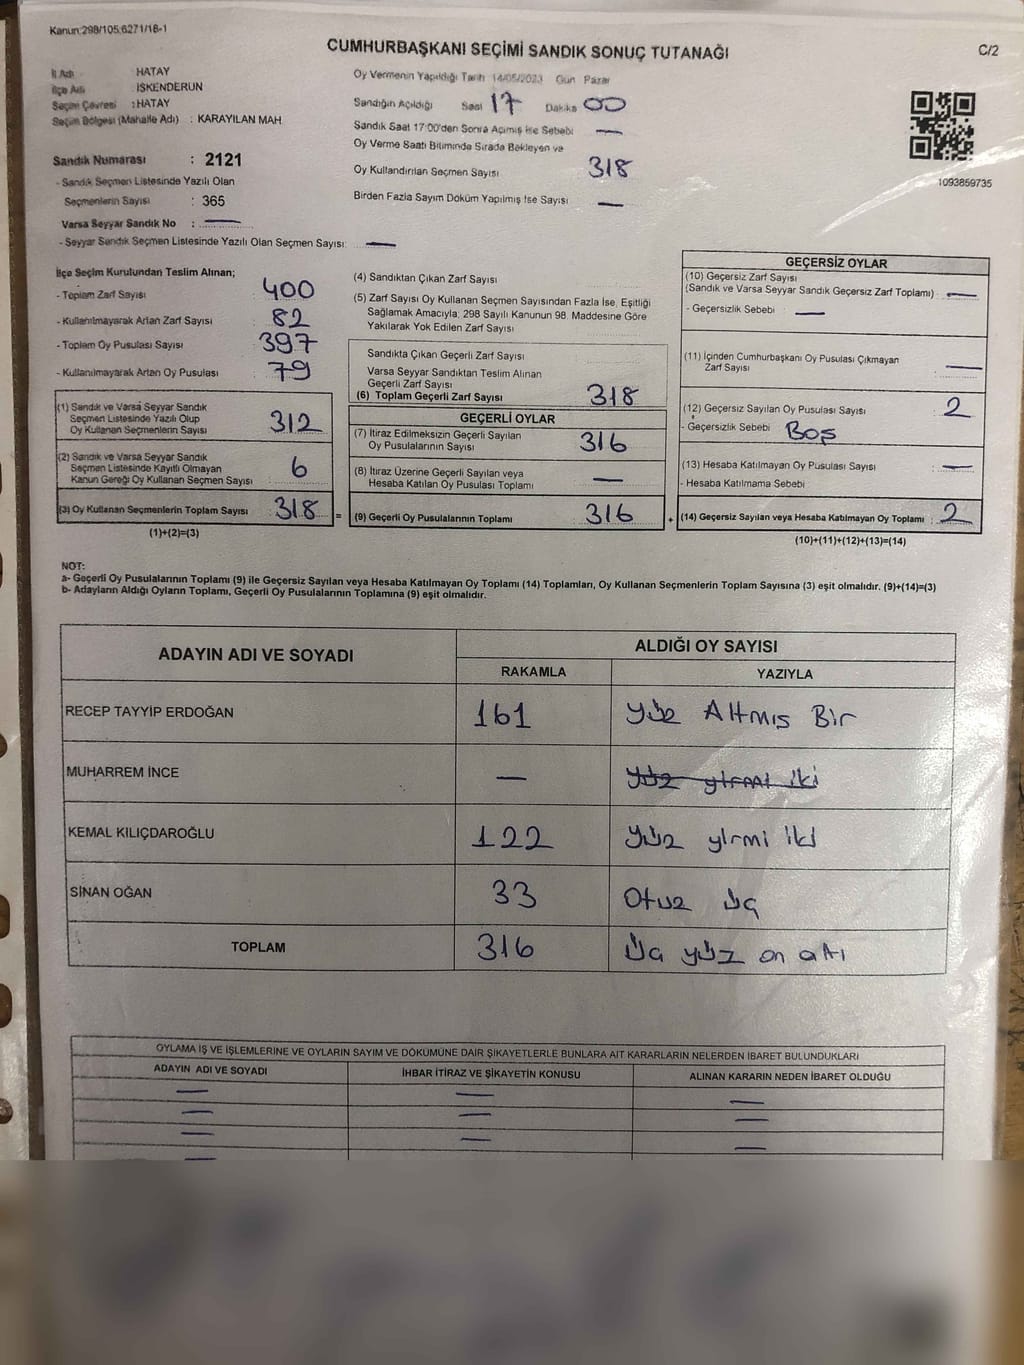 Kanun:298/105;6271/18-1
CUMHURBAŞKANI SEÇİMİ SANDIK SONUÇ TUTANAĞI
C/2
İl Adı : HATAY
İlçe Adı : İSKENDERUN
Seçim Çevresi : HATAY
Seçim Bölgesi (Mahalle Adı) : KARAYILAN MAH.
Sandık Numarası : 2121
- Sandık Seçmen Listesinde Yazılı Olan
Seçmenlerin Sayısı : 365
Varsa Seyyar Sandık No : —
- Seyyar Sandık Seçmen Listesinde Yazılı Olan Seçmen Sayısı: —
Oy Vermenin Yapıldığı Tarih 14/05/2023 Gün Pazar
Sandığın Açıldığı Saat 17 Dakika 00
Sandık Saat 17:00'den Sonra Açılmış İse Sebebi —
Oy Verme Saati Bitiminde Sırada Bekleyen ve
Oy Kullandırılan Seçmen Sayısı 318
Birden Fazla Sayım Döküm Yapılmış İse Sayısı —
1093859735
İlçe Seçim Kurulundan Teslim Alınan;
- Toplam Zarf Sayısı 400
- Kullanılmayarak Artan Zarf Sayısı 82
- Toplam Oy Pusulası Sayısı 397
- Kullanılmayarak Artan Oy Pusulası 79
(1) Sandık ve Varsa Seyyar Sandık
Seçmen Listesinde Yazılı Olup
Oy Kullanan Seçmenlerin Sayısı 312
(2) Sandık ve Varsa Seyyar Sandık
Seçmen Listesinde Kayıtlı Olmayan
Kanun Gereği Oy Kullanan Seçmen Sayısı 6
(3) Oy Kullanan Seçmenlerin Toplam Sayısı 318 =
(1)+(2)=(3)
(4) Sandıktan Çıkan Zarf Sayısı
(5) Zarf Sayısı Oy Kullanan Seçmen Sayısından Fazla İse, Eşitliği
Sağlamak Amacıyla; 298 Sayılı Kanunun 98. Maddesine Göre
Yakılarak Yok Edilen Zarf Sayısı
Sandıkta Çıkan Geçerli Zarf Sayısı
Varsa Seyyar Sandıktan Teslim Alınan
Geçerli Zarf Sayısı
(6) Toplam Geçerli Zarf Sayısı 318
GEÇERLİ OYLAR
(7) İtiraz Edilmeksizin Geçerli Sayılan
Oy Pusulalarının Sayısı 316
(8) İtiraz Üzerine Geçerli Sayılan veya
Hesaba Katılan Oy Pusulası Toplamı —
(9) Geçerli Oy Pusulalarının Toplamı 316 +
GEÇERSİZ OYLAR
(10) Geçersiz Zarf Sayısı
(Sandık ve Varsa Seyyar Sandık Geçersiz Zarf Toplamı) —
- Geçersizlik Sebebi : —
(11) İçinden Cumhurbaşkanı Oy Pusulası Çıkmayan
Zarf Sayısı —
(12) Geçersiz Sayılan Oy Pusulası Sayısı 2
- Geçersizlik Sebebi Boş
(13) Hesaba Katılmayan Oy Pusulası Sayısı —
- Hesaba Katılmama Sebebi
(14) Geçersiz Sayılan veya Hesaba Katılmayan Oy Toplamı : 2
(10)+(11)+(12)+(13)=(14)
NOT:
a- Geçerli Oy Pusulalarının Toplamı (9) ile Geçersiz Sayılan veya Hesaba Katılmayan Oy Toplamı (14) Toplamları, Oy Kullanan Seçmenlerin Toplam Sayısına (3) eşit olmalıdır. (9)+(14)=(3)
b- Adayların Aldığı Oyların Toplamı, Geçerli Oy Pusulalarının Toplamına (9) eşit olmalıdır.
ADAYIN ADI VE SOYADI
ALDIĞI OY SAYISI
RAKAMLA YAZIYLA
RECEP TAYYİP ERDOĞAN 161 Yüz Altmış Bir
MUHARREM İNCE — Yüz yirmi iki
KEMAL KILIÇDAROĞLU 122 Yüz yirmi iki
SİNAN OĞAN 33 Otuz üç
TOPLAM 316 Üç yüz on altı
OYLAMA İŞ VE İŞLEMLERİNE VE OYLARIN SAYIM VE DÖKÜMÜNE DAİR ŞİKAYETLERLE BUNLARA AİT KARARLARIN NELERDEN İBARET BULUNDUKLARI
ADAYIN ADI VE SOYADI İHBAR İTİRAZ VE ŞİKAYETİN KONUSU ALINAN KARARIN NEDEN İBARET OLDUĞU
— — —
— — —
— — —
—